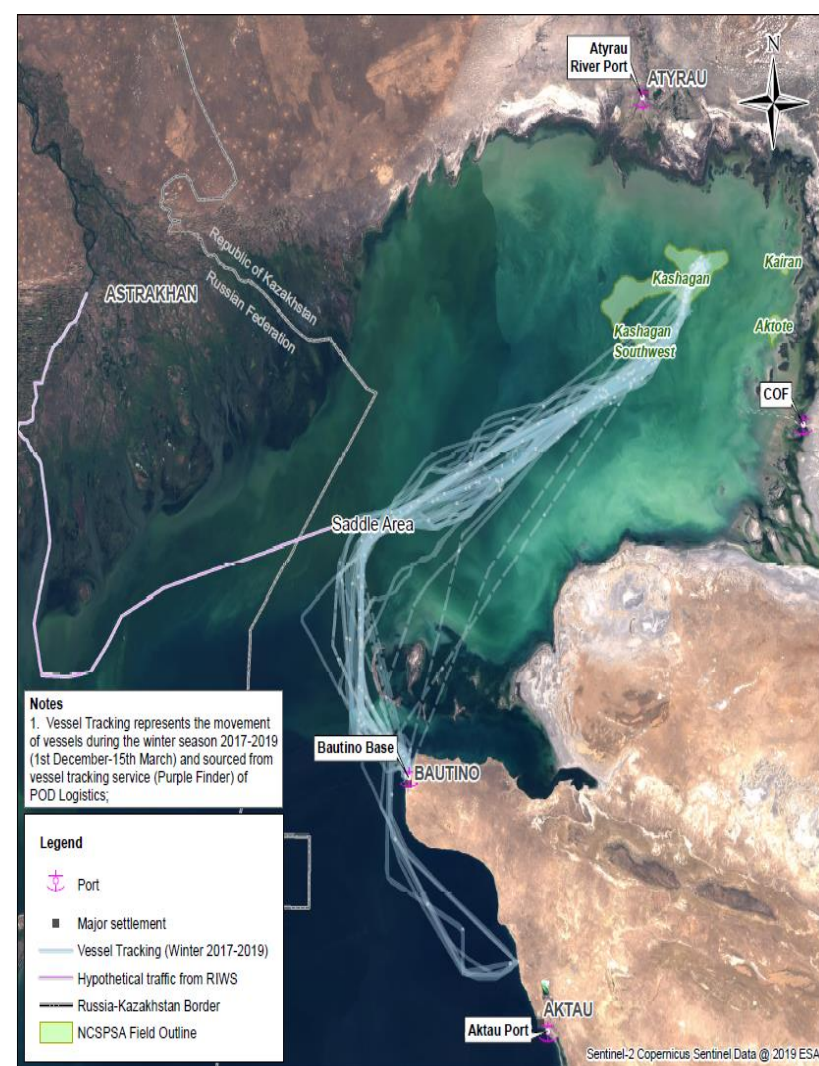 Atyrau
River Port
ATYRAU
N
Republic of Kazakhstan
Russian Federation
ASTRAKHAN
Kashagan
Kairan
Kashagan
Southwest
Aktote
COF
Saddle Area
Notes
1. Vessel Tracking represents the movement
of vessels during the winter season 2017-2019
(1st December-15th March) and sourced from
vessel tracking service (Purple Finder) of
POD Logistics;
Bautino Base
BAUTINO
Legend
Port
Major settlement
Vessel Tracking (Winter 2017-2019)
Hypothetical traffic from RIWS
Russia-Kazakhstan Border
NCSPSA Field Outline
AKTAU
Aktau Port
Sentinel-2 Copernicus Sentinel Data @ 2019 ESA